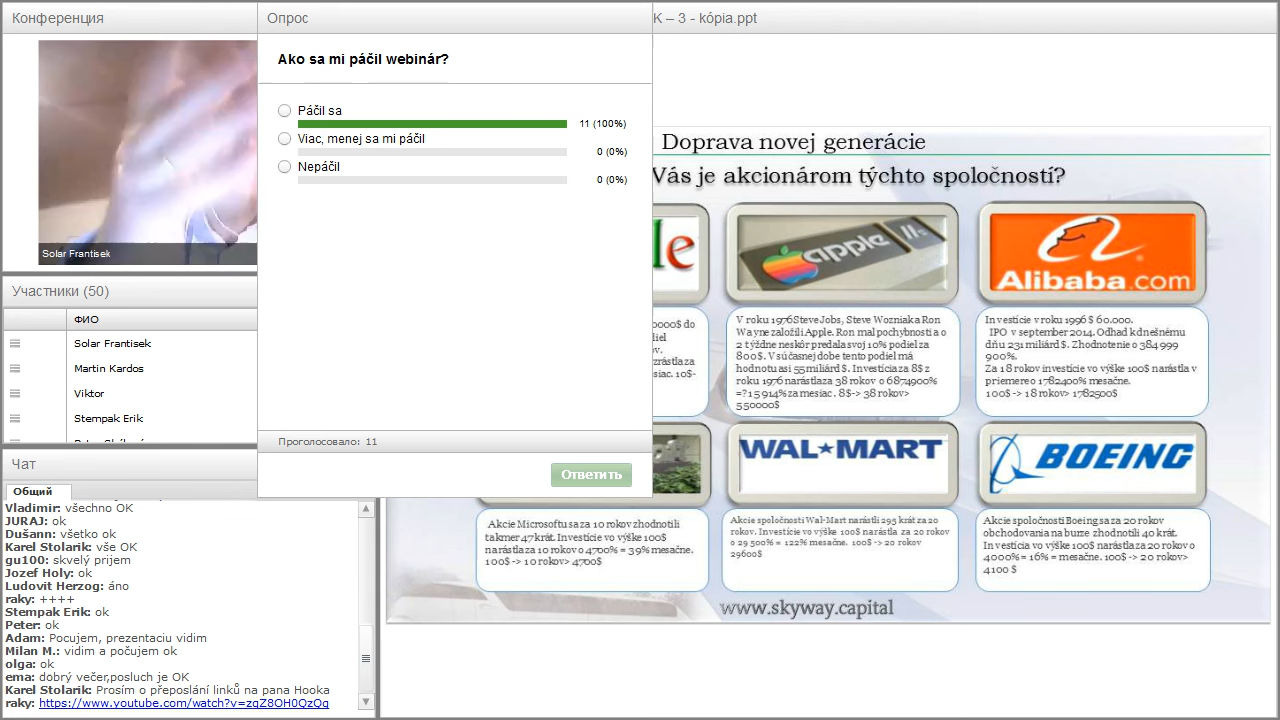 Конференция
Solar Frantisek
Участники (50)
ФИО
Solar Frantisek
Martin Kardos
Viktor
Stempak Erik
Чат
Общий
Vladimir: všechno OK
JURAJ: ok
Dušann: všetko ok
Karel Stolarik: vše OK
gu100: skvelý prijem
Jozef Holy: ok
Ludovit Herzog: áno
raky: ++++
Stempak Erik: ok
Peter: ok
Adam: Pocujem, prezentaciu vidim
Milan M.: vidim a počujem ok
olga: ok
ema: dobrý večer,posluch je OK
Karel Stolarik: Prosím o přeposlání linků na pana Hooka
raky: https://www.youtube.com/watch?v=zqZ8OH0QzQg
Опрос
Ako sa mi páčil webinár?
Páčil sa
11 (100%)
Viac, menej sa mi páčil
0 (0%)
Nepáčil
0 (0%)
Проголосовало: 11
Ответить
K – 3 - kópia.ppt
Doprava novej generácie
Vás je akcionárom týchto spoločností?
le
apple
Alibaba.com
0000$ do
diel
ov.
zrástla za
siac. 10$-
V roku 1976 Steve Jobs, Steve Wozniak a Ron
Wayne založili Apple. Ron mal pochybnosti a o
2 týždne neskôr predala svoj 10% podiel za
800$. V súčasnej dobe tento podiel má
hodnotu asi 55 miliárd $. Investícia za 8$ z
roku 1976 narástla za 38 rokov o 6874900%
=?15 914% za mesiac. 8$-> 38 rokov>
550000$
Investície v roku 1996 $ 60.000.
IPO v september 2014. Odhad k dnešnému
dňu 231 miliárd $. Zhodnotenie o 384 999
900%.
Za 18 rokov investície vo výške 100$ narástla v
priemere o 1782400% mesačne.
100$ -> 18 rokov> 1782500$
WAL★MART
BOEING
Akcie Microsoftu sa za 10 rokov zhodnotili
takmer 47 krát. Investície vo výške 100$
narástla za 10 rokov o 4700% = 39% mesačne.
100$ -> 10 rokov> 4700$
Akcie spoločnosti Wal-Mart narástli 295 krát za 20
rokov. Investície vo výške 100$ narástla za 20 rokov
o 29 500% = 122% mesačne. 100$ -> 20 rokov
29600$
Akcie spoločnosti Boeing sa za 20 rokov
obchodovania na burze zhodnotili 40 krát.
Investícia vo výške 100$ narástla za 20 rokov o
4000% = 16% = mesačne. 100$ -> 20 rokov>
4100 $
www.skyway.capital